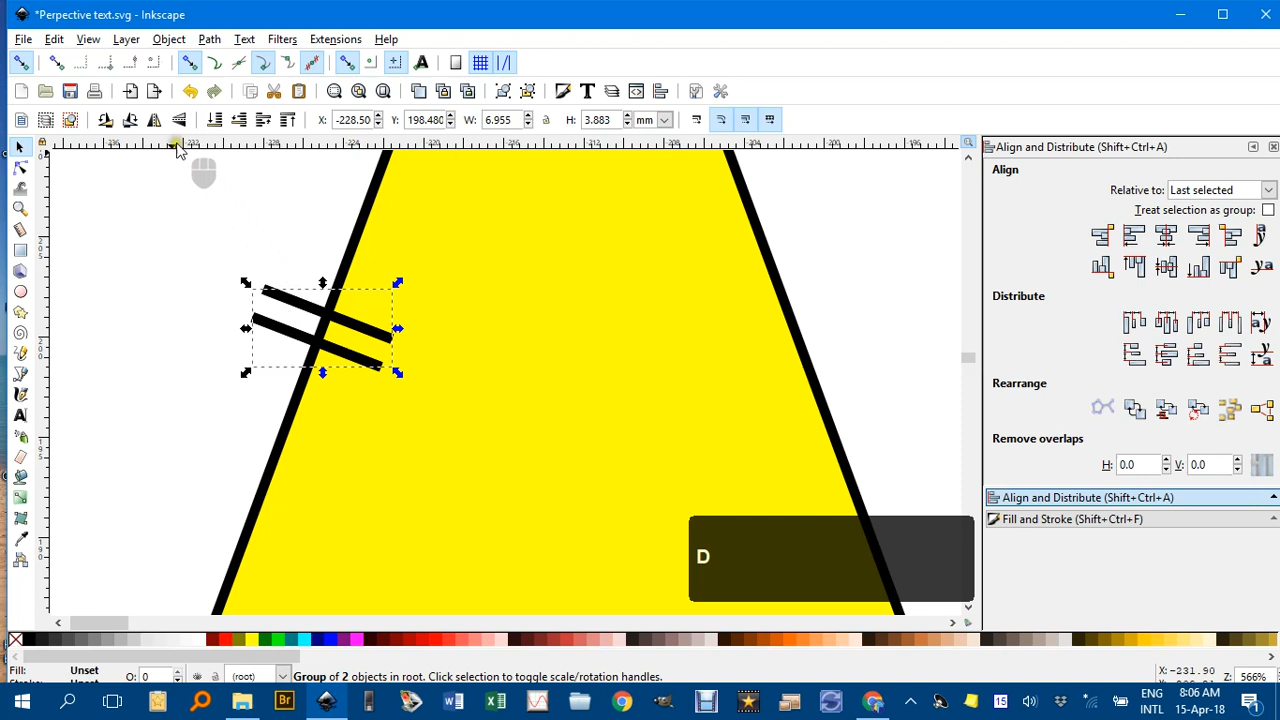 *Perpective text.svg - Inkscape
File Edit View Layer Object Path Text Filters Extensions Help
X: -228.50 Y: 198.480 W: 6.955 H: 3.883 mm
Align and Distribute (Shift+Ctrl+A)
Align
Relative to: Last selected
Treat selection as group:
Distribute
Rearrange
Remove overlaps
H: 0.0 V: 0.0
Align and Distribute (Shift+Ctrl+A)
Fill and Stroke (Shift+Ctrl+F)
D
Fill: Unset
O: 0 (root) Group of 2 objects in root. Click selection to toggle scale/rotation handles.
X: -231.90
566%
ENG
INTL
8:06 AM
15-Apr-18